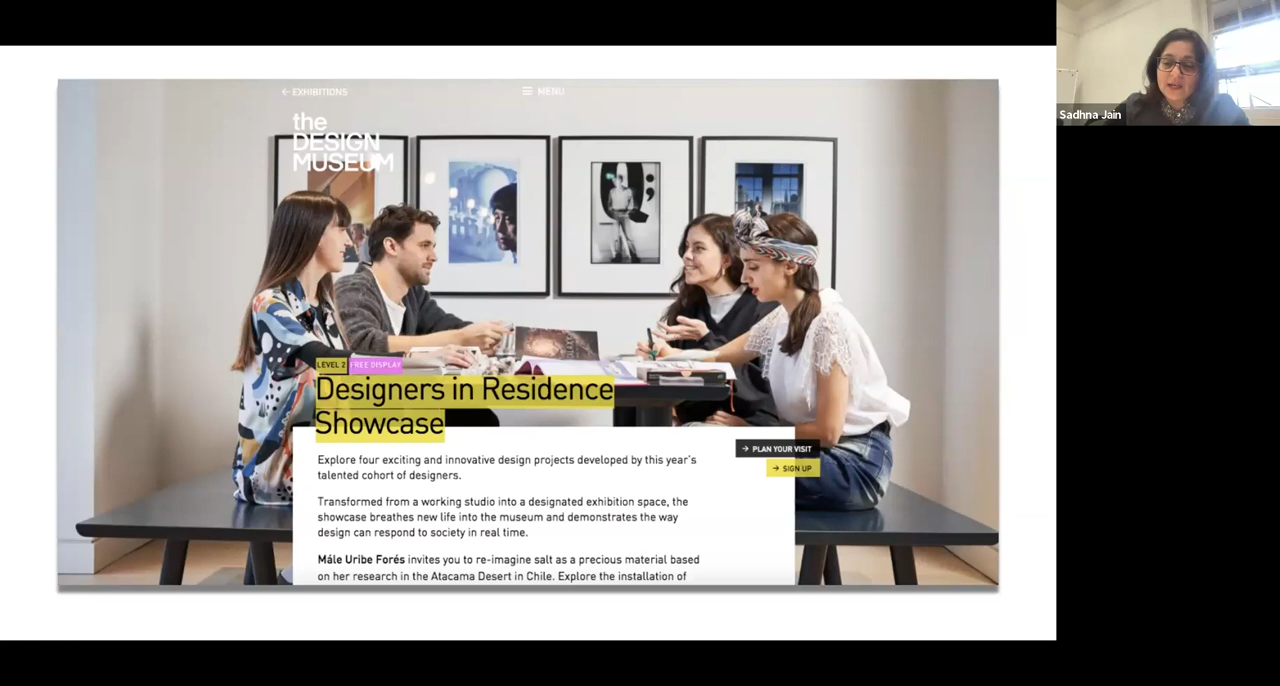 ← EXHIBITIONS
MENU
the
DESIGN
MUSEUM
LEVEL 2 FREE DISPLAY
Designers in Residence
Showcase
→ PLAN YOUR VISIT
→ SIGN UP
Explore four exciting and innovative design projects developed by this year's
talented cohort of designers.
Transformed from a working studio into a designated exhibition space, the
showcase breathes new life into the museum and demonstrates the way
design can respond to society in real time.
Mále Uribe Forés invites you to re-imagine salt as a precious material based
on her research in the Atacama Desert in Chile. Explore the installation of
Sadhna Jain